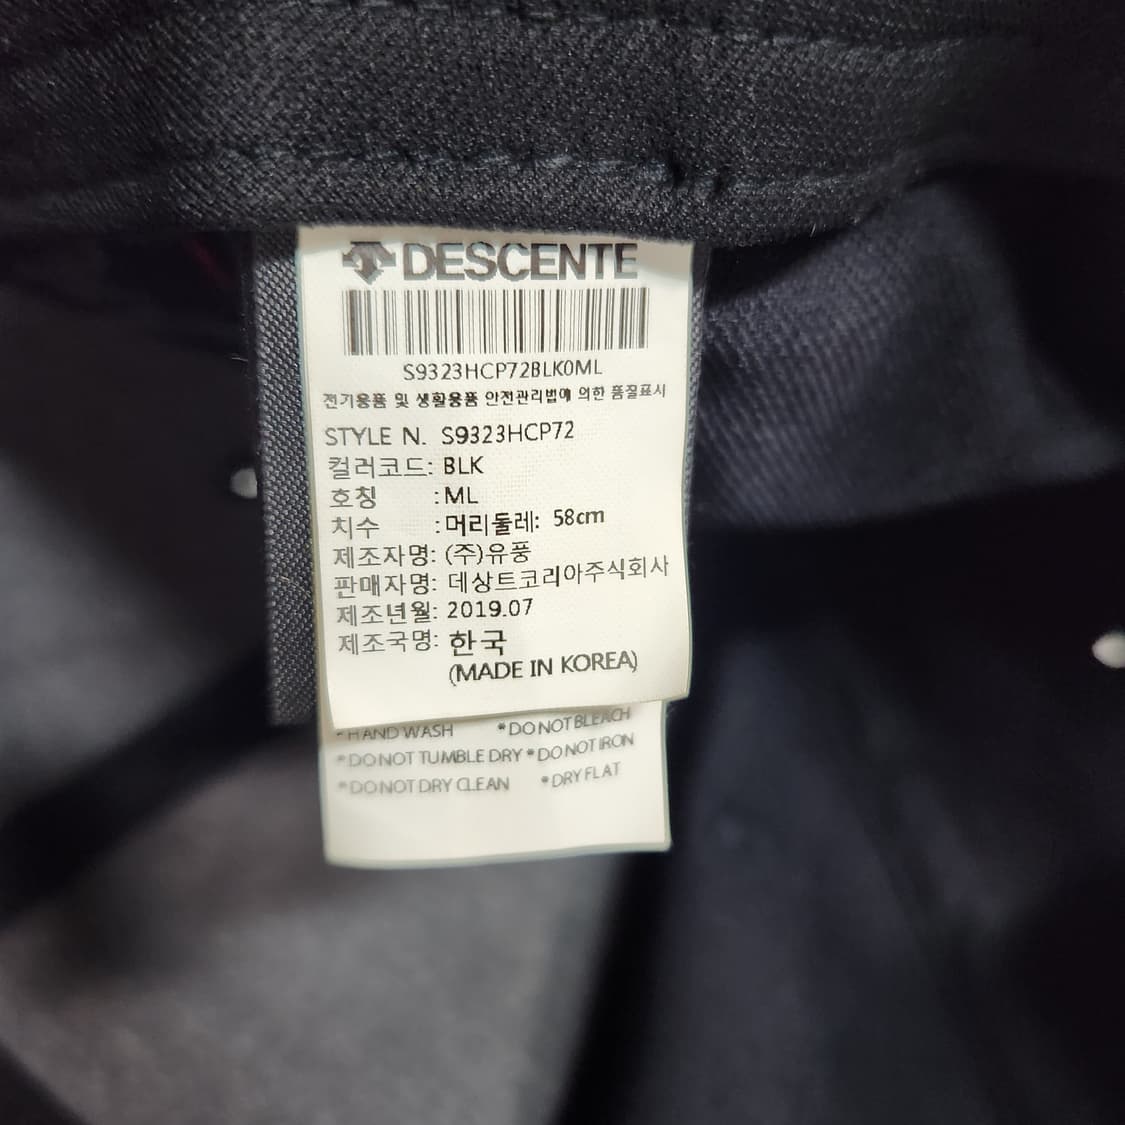 DESCENTE
S9323HCP72BLK0ML
전기용품 및 생활용품 안전관리법에 의한 품질표시
STYLE N. S9323HCP72
컬러코드: BLK
호칭 :ML
치수 :머리둘레: 58cm
제조자명: (주)유풍
판매자명: 데상트코리아주식회사
제조년월: 2019.07
제조국명: 한국
(MADE IN KOREA)
*HAND WASH *DO NOT BLEACH
*DO NOT TUMBLE DRY *DO NOT IRON
*DO NOT DRY CLEAN *DRY FLAT